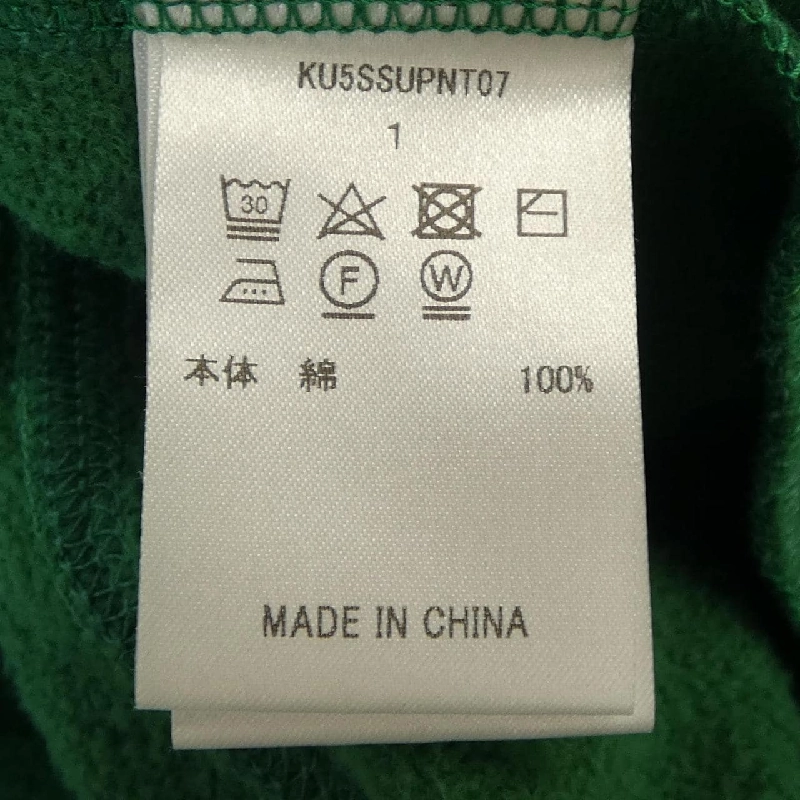 KU5SSUPNT07
1
30
F W
本体 綿 100%
MADE IN CHINA